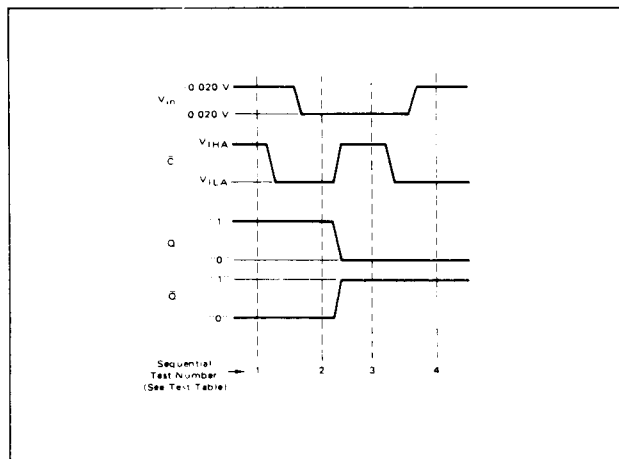 0.020 V
Vin
0.020 V
VIHA
C̄
VILA
"1"
Q
"0"
"1"
Q̄
"0"
Sequential
Test Number
(See Test Table)
1 2 3 4